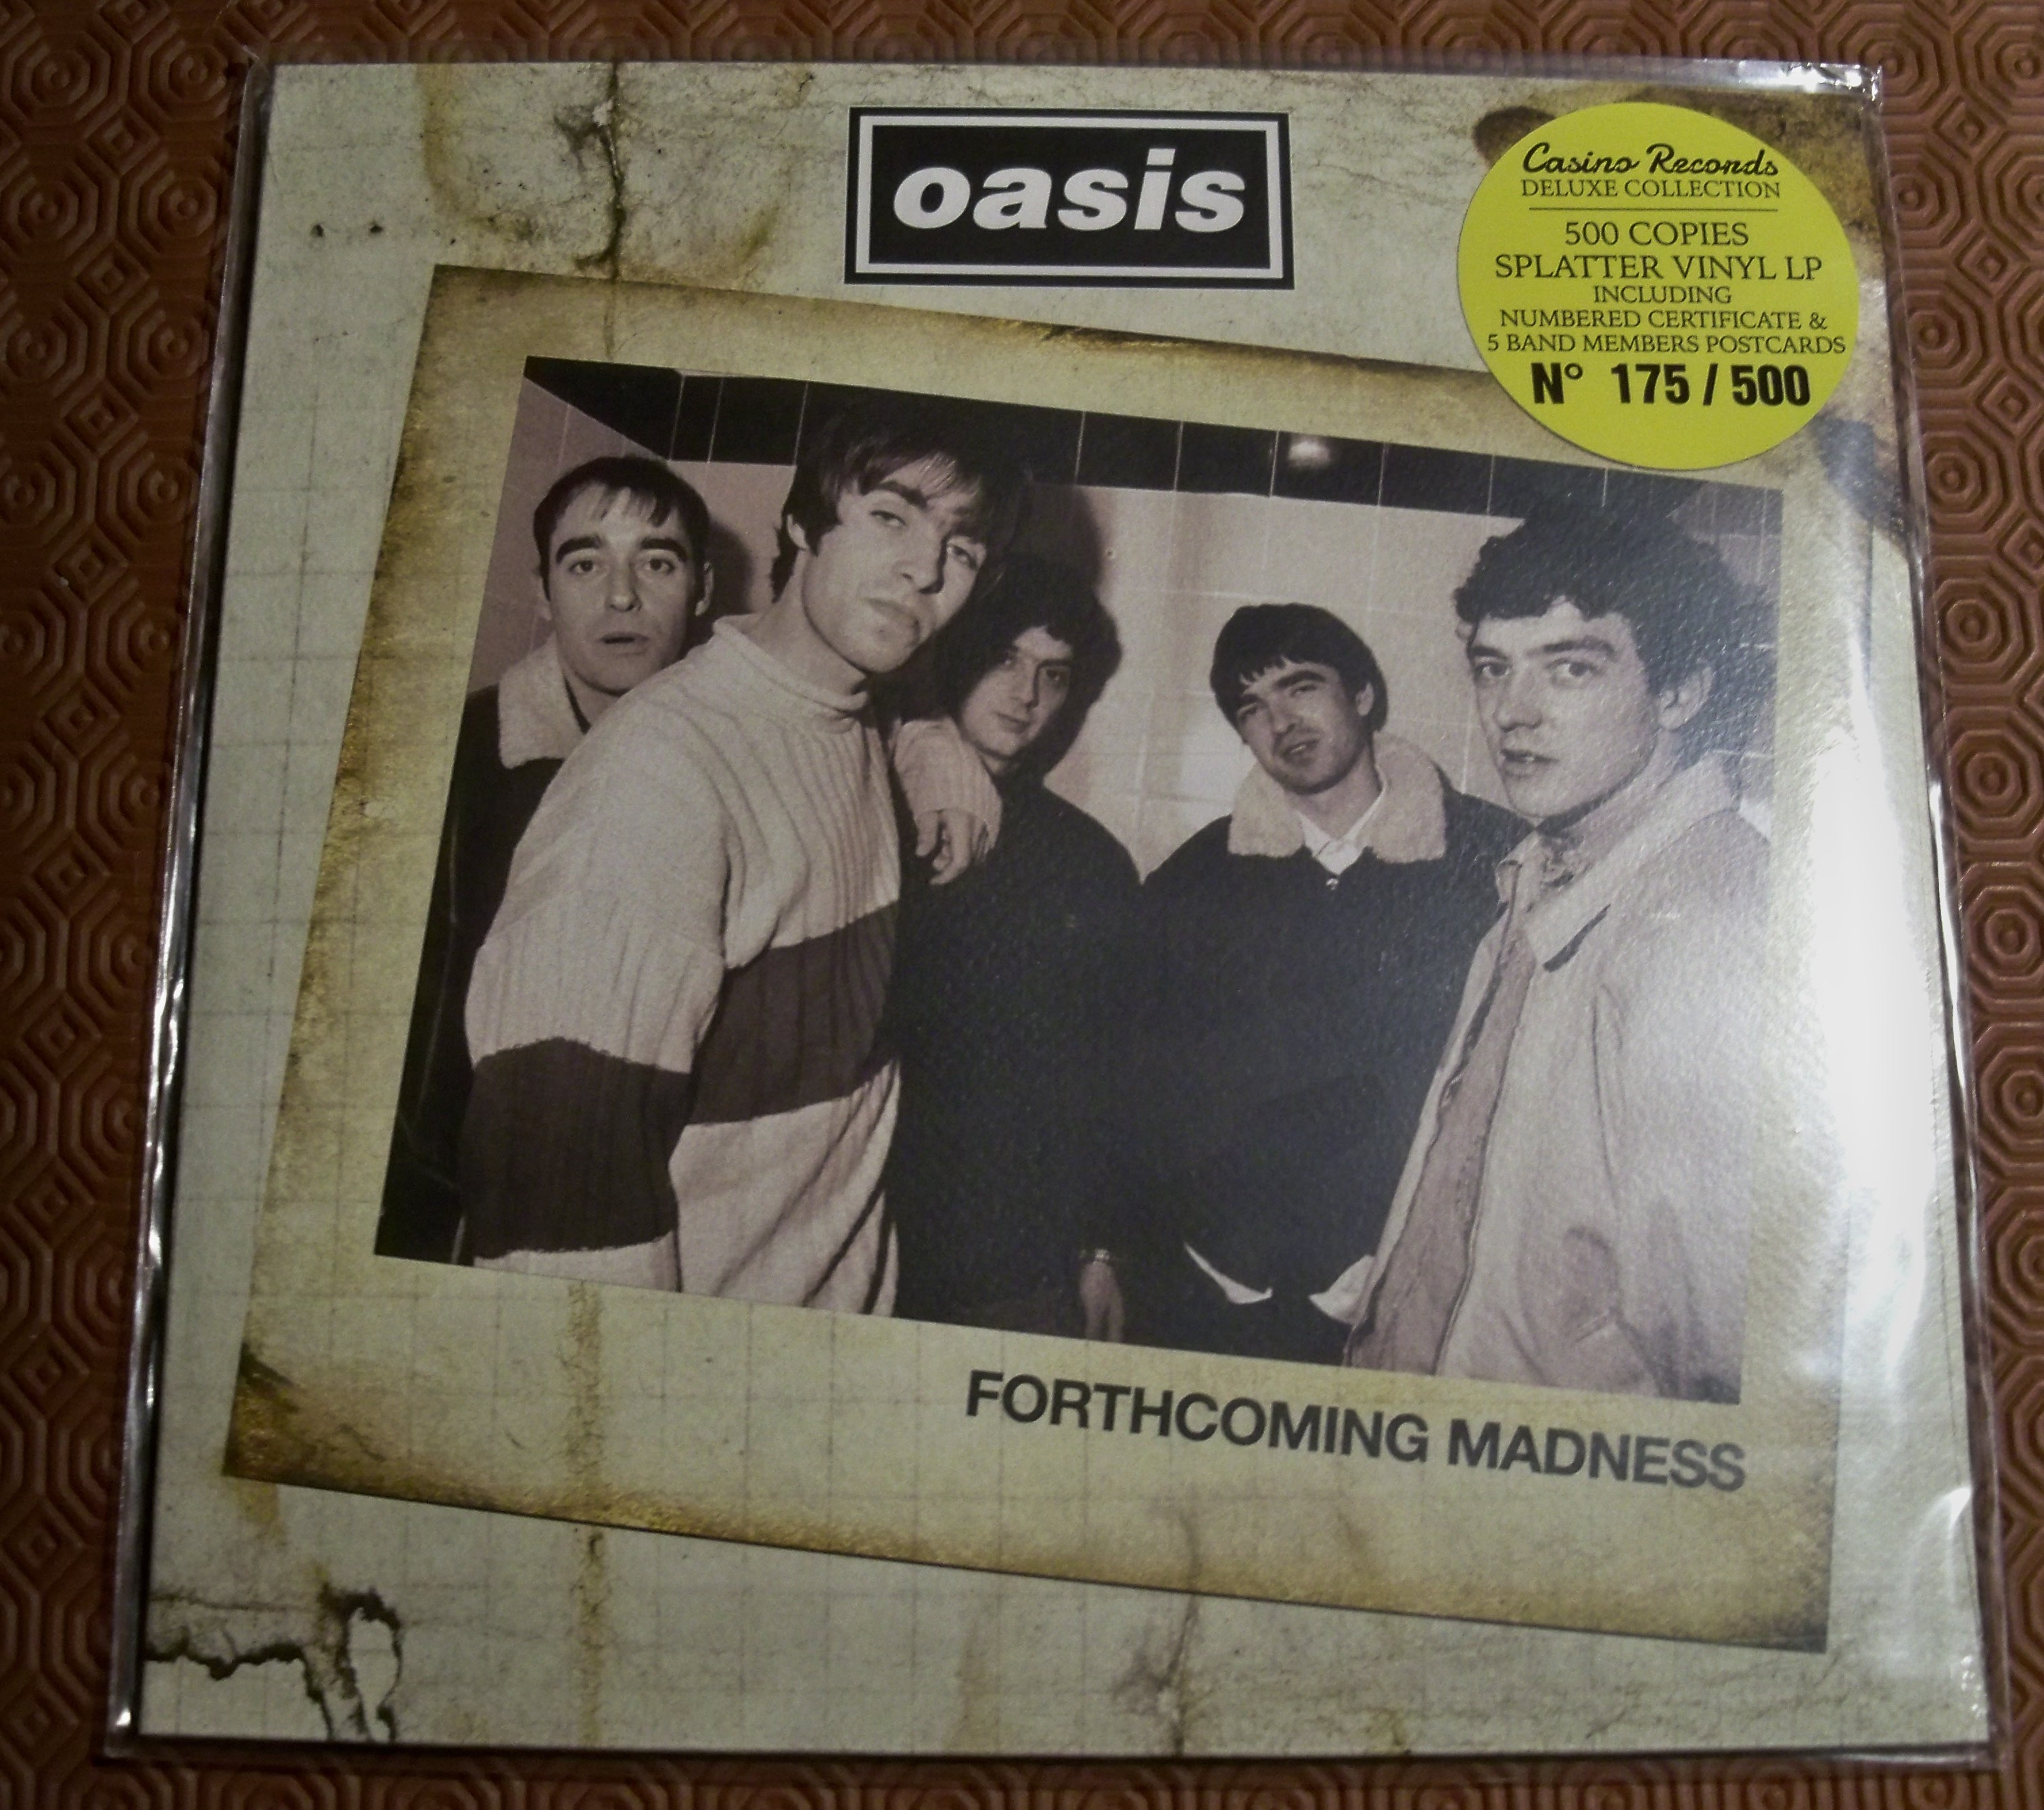 oasis
Casino Records
DELUXE COLLECTION
500 COPIES
SPLATTER VINYL LP
INCLUDING
NUMBERED CERTIFICATE &
5 BAND MEMBERS POSTCARDS
N° 175 / 500
FORTHCOMING MADNESS